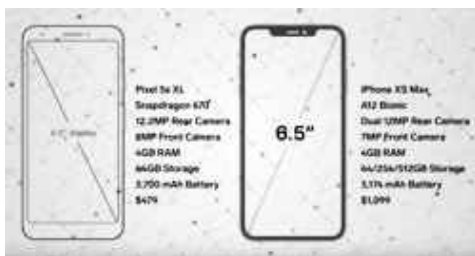 Pixel 3a XL
Snapdragon 670
12.2MP Rear Camera
8MP Front Camera
4GB RAM
64GB Storage
3,700 mAh Battery
$479
6.5"
iPhone XS Max
A12 Bionic
Dual 12MP Rear Camera
7MP Front Camera
4GB RAM
64/256/512GB Storage
3,174 mAh Battery
$1,099